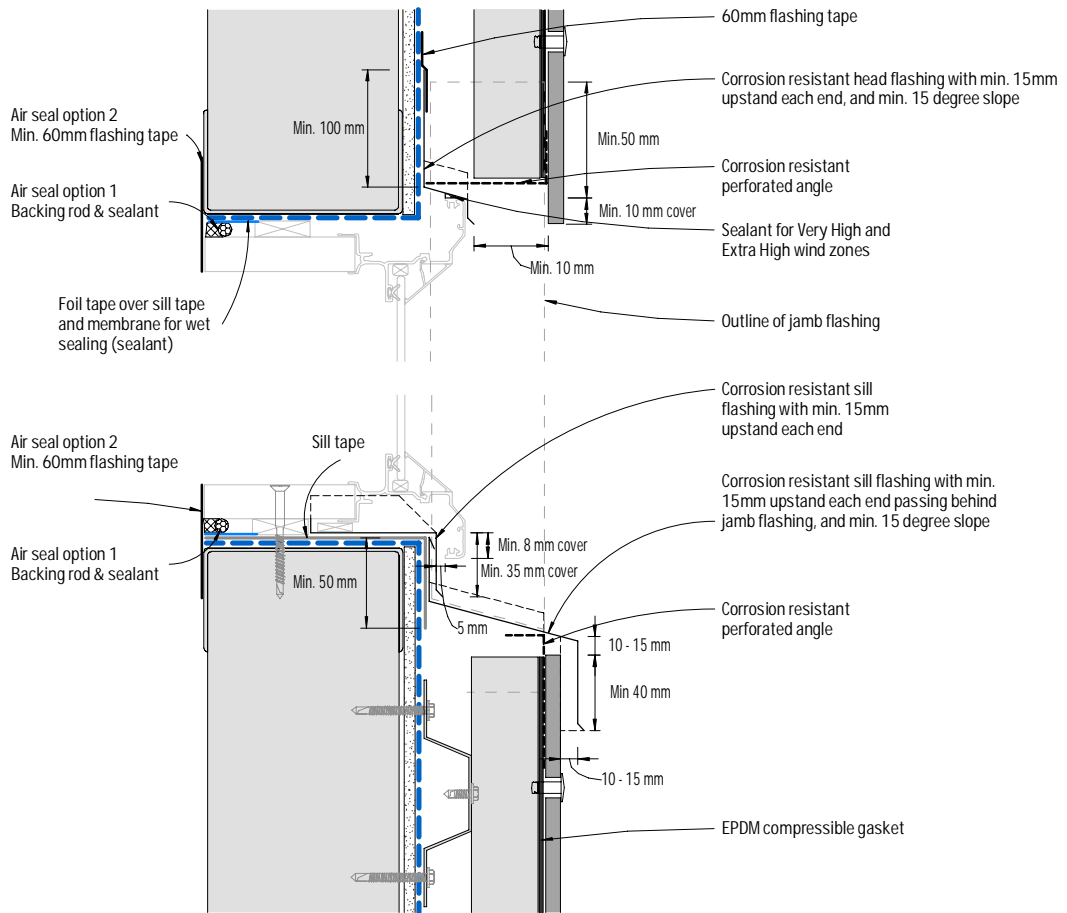 60mm flashing tape
Corrosion resistant head flashing with min. 15mm
upstand each end, and min. 15 degree slope
Air seal option 2
Min. 60mm flashing tape
Min. 100 mm
Min.50 mm
Corrosion resistant
perforated angle
Air seal option 1
Backing rod & sealant
Min. 10 mm cover
Sealant for Very High and
Extra High wind zones
Min. 10 mm
Foil tape over sill tape
and membrane for wet
sealing (sealant)
Outline of jamb flashing
Corrosion resistant sill
flashing with min. 15mm
upstand each end
Air seal option 2
Min. 60mm flashing tape
Sill tape
Corrosion resistant sill flashing with min.
15mm upstand each end passing behind
jamb flashing, and min. 15 degree slope
Air seal option 1
Backing rod & sealant
Min. 8 mm cover
Min. 35 mm cover
Min. 50 mm
5 mm
Corrosion resistant
perforated angle
10 - 15 mm
Min 40 mm
10 - 15 mm
EPDM compressible gasket